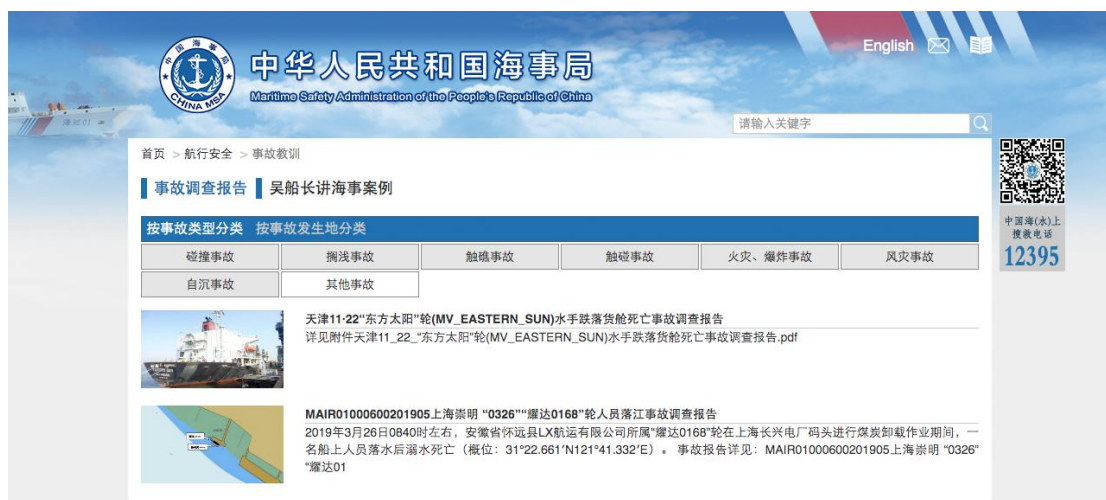 English
中华人民共和国海事局
Maritime Safety Administration of the People's Republic of China
CHINA MSA
请输入关键字
首页 > 航行安全 > 事故教训
事故调查报告 吴船长讲海事案例
按事故类型分类 按事故发生地分类
碰撞事故 搁浅事故 触礁事故 触碰事故 火灾、爆炸事故 风灾事故
自沉事故 其他事故
中国海(水)上
搜救电话
12395
天津11·22“东方太阳”轮(MV_EASTERN_SUN)水手跌落货舱死亡事故调查报告
详见附件天津11_22_“东方太阳”轮(MV_EASTERN_SUN)水手跌落货舱死亡事故调查报告.pdf
MAIR01000600201905上海崇明 “0326”“耀达0168”轮人员落江事故调查报告
2019年3月26日0840时左右，安徽省怀远县LX航运有限公司所属“耀达0168”轮在上海长兴电厂码头进行煤炭卸载作业期间，一
名船上人员落水后溺水死亡（概位：31°22.661′N121°41.332′E）。 事故报告详见：MAIR01000600201905上海崇明 “0326”
“耀达01